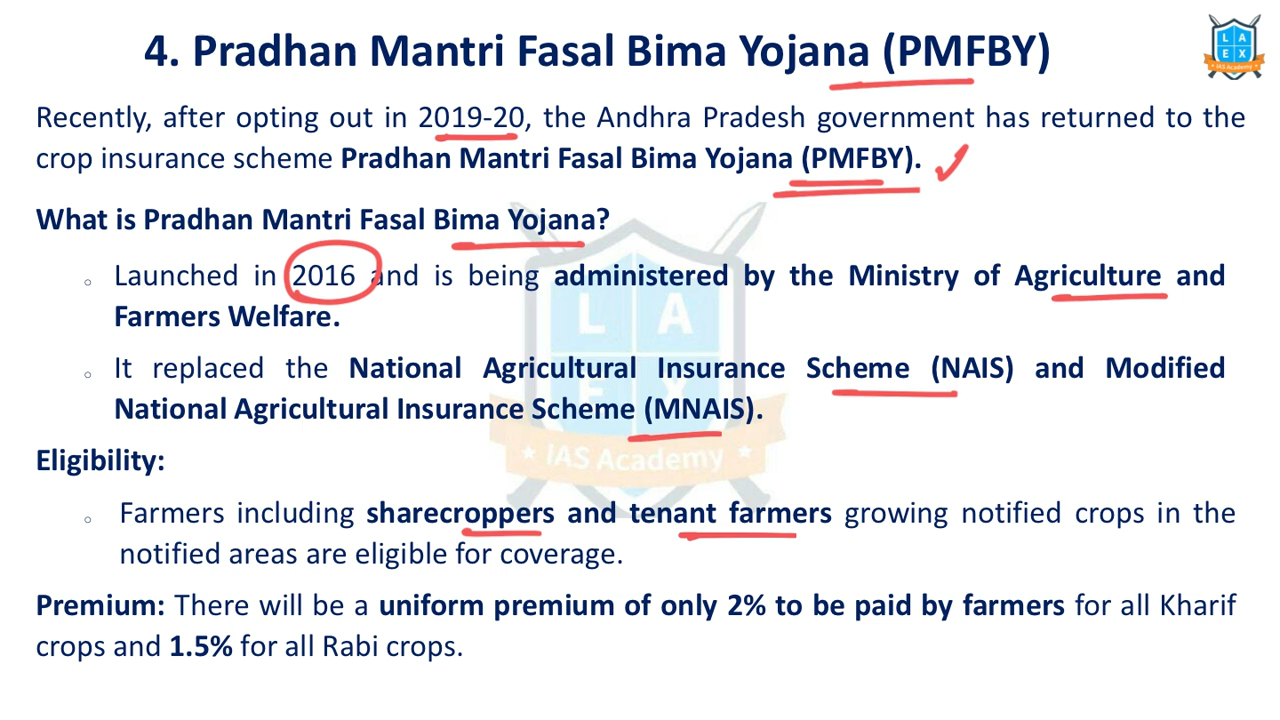 4. Pradhan Mantri Fasal Bima Yojana (PMFBY)
L A
E X
IAS Academy
Recently, after opting out in 2019-20, the Andhra Pradesh government has returned to the
crop insurance scheme Pradhan Mantri Fasal Bima Yojana (PMFBY).
What is Pradhan Mantri Fasal Bima Yojana?
Launched in 2016 and is being administered by the Ministry of Agriculture and
Farmers Welfare.
L A
It replaced the National Agricultural Insurance Scheme (NAIS) and Modified
E X
National Agricultural Insurance Scheme (MNAIS).
IAS Academy
Eligibility:
Farmers including sharecroppers and tenant farmers growing notified crops in the
notified areas are eligible for coverage.
Premium: There will be a uniform premium of only 2% to be paid by farmers for all Kharif
crops and 1.5% for all Rabi crops.